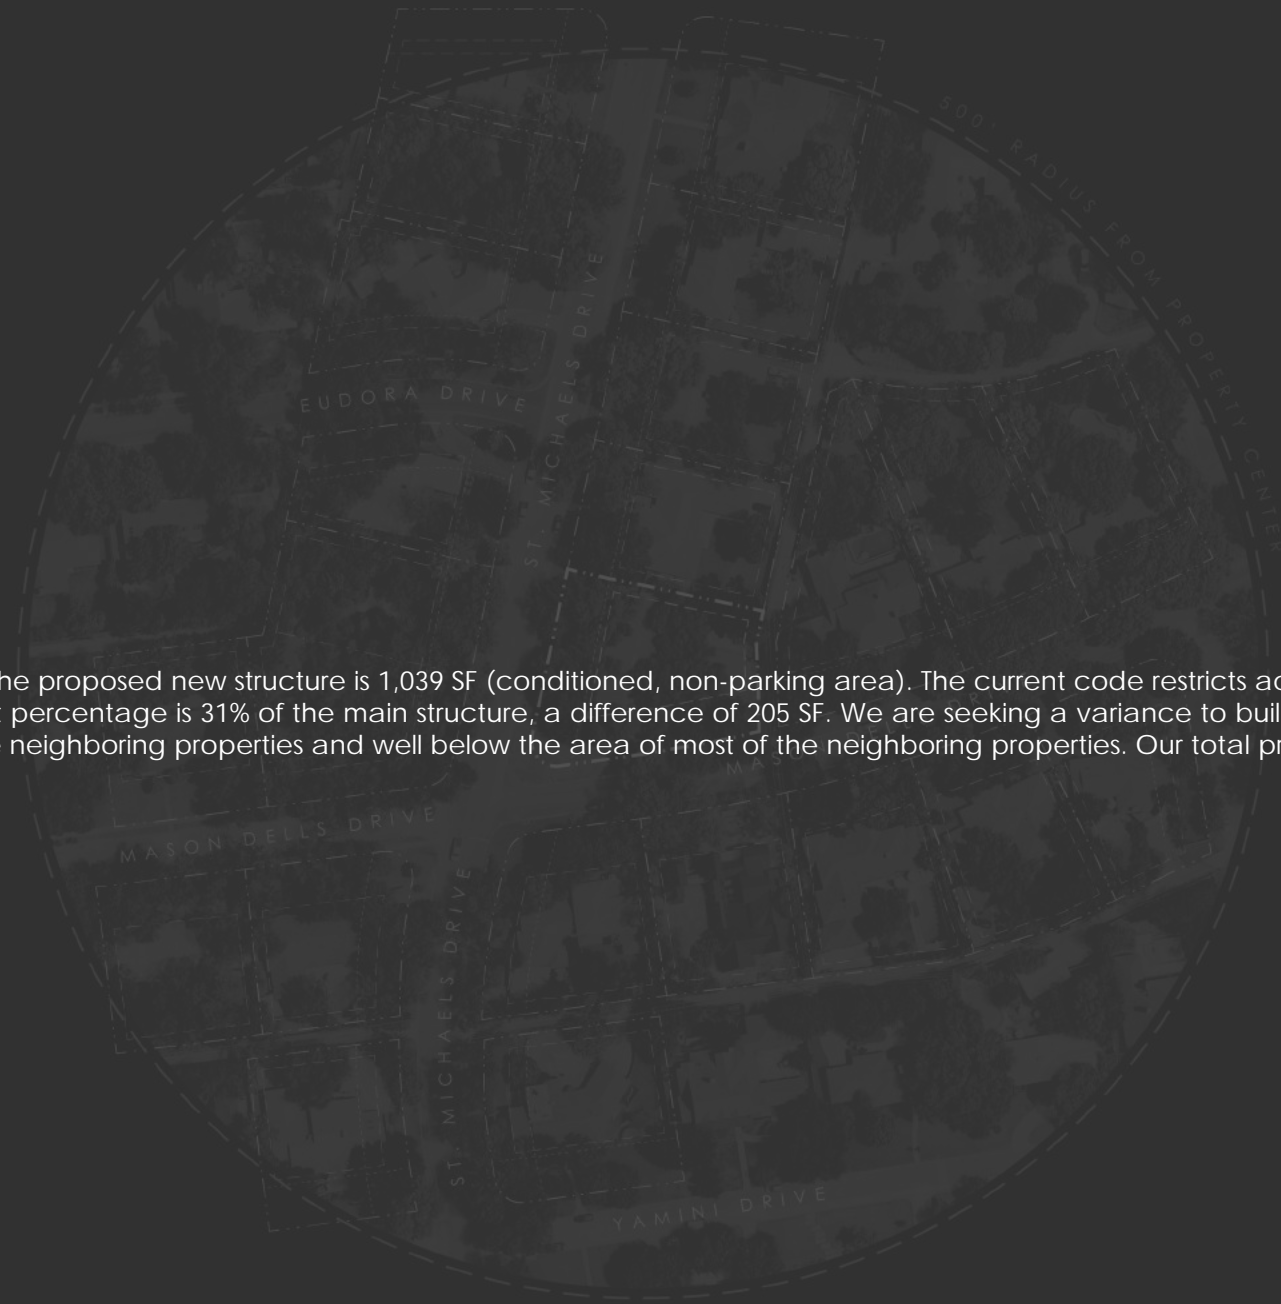 500' RADIUS FROM PROPERTY CENTER
ST. MICHAELS DRIVE
EUDORA DRIVE
he proposed new structure is 1,039 SF (conditioned, non-parking area). The current code restricts ac
percentage is 31% of the main structure, a difference of 205 SF. We are seeking a variance to buil
neighboring properties and well below the area of most of the neighboring properties. Our total pr
MASON DELLS DRIVE
MASON DELLS DRIVE
ST. MICHAELS DRIVE
YAMINI DRIVE